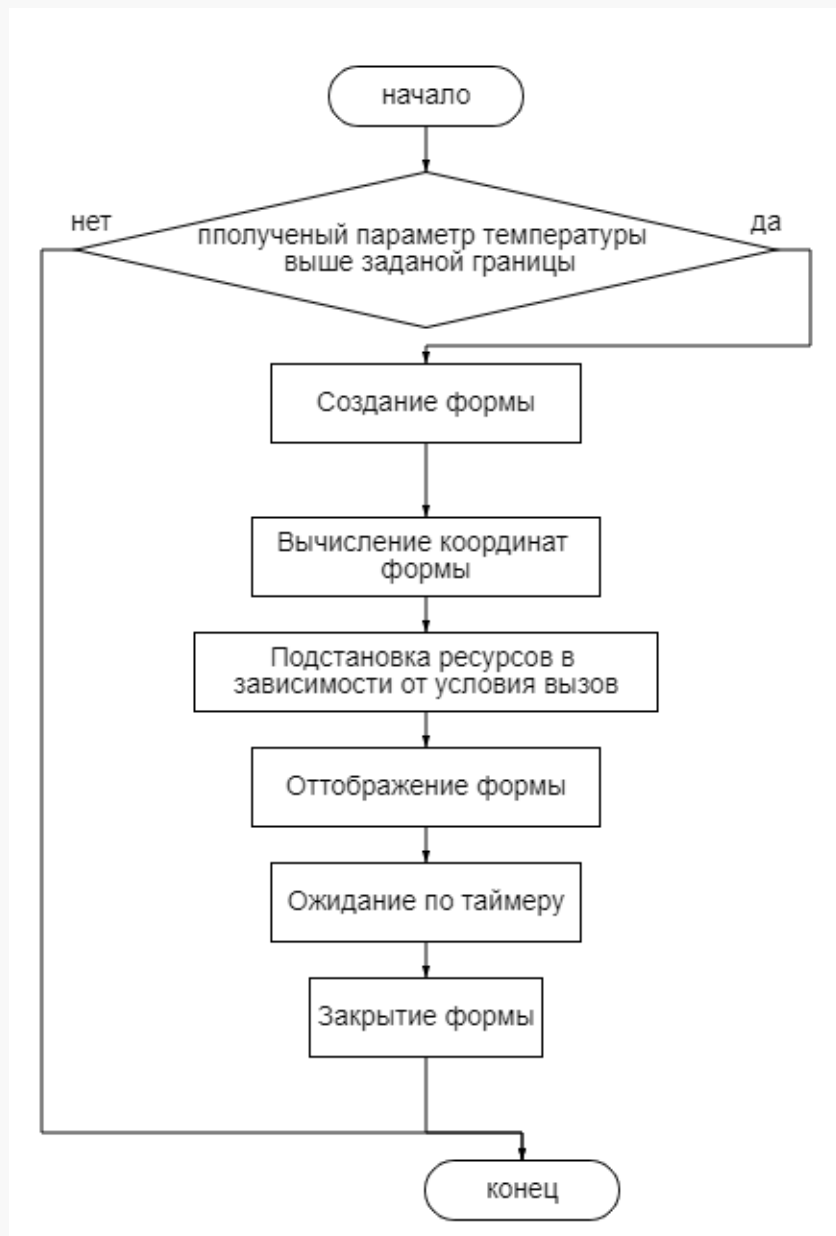 начало
нет
да
пполученый параметр температуры
выше заданой границы
Создание формы
Вычисление координат
формы
Подстановка ресурсов в
зависимости от условия вызов
Оттображение формы
Ожидание по таймеру
Закрытие формы
конец